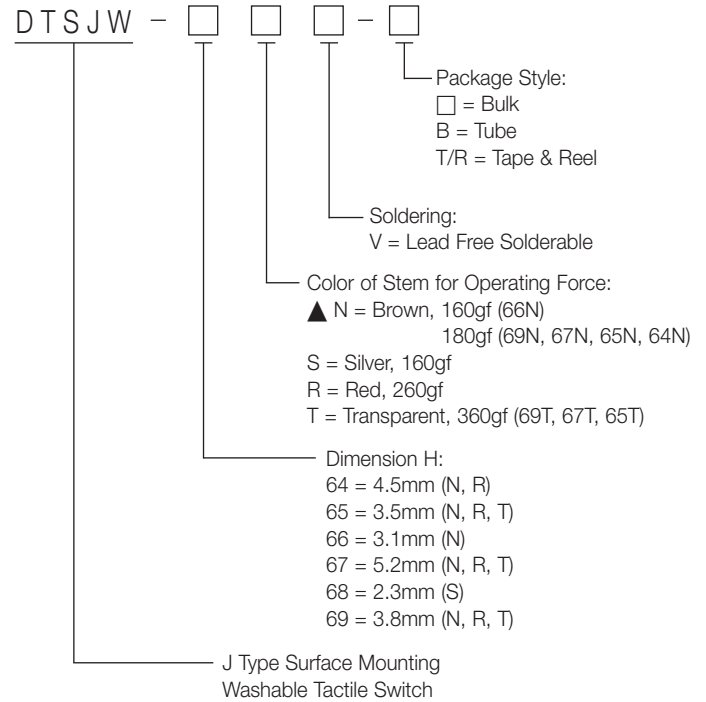 DTSJW - □ □ □ - □
Package Style:
□ = Bulk
B = Tube
T/R = Tape & Reel
Soldering:
V = Lead Free Solderable
Color of Stem for Operating Force:
▲ N = Brown, 160gf (66N)
180gf (69N, 67N, 65N, 64N)
S = Silver, 160gf
R = Red, 260gf
T = Transparent, 360gf (69T, 67T, 65T)
Dimension H:
64 = 4.5mm (N, R)
65 = 3.5mm (N, R, T)
66 = 3.1mm (N)
67 = 5.2mm (N, R, T)
68 = 2.3mm (S)
69 = 3.8mm (N, R, T)
J Type Surface Mounting
Washable Tactile Switch